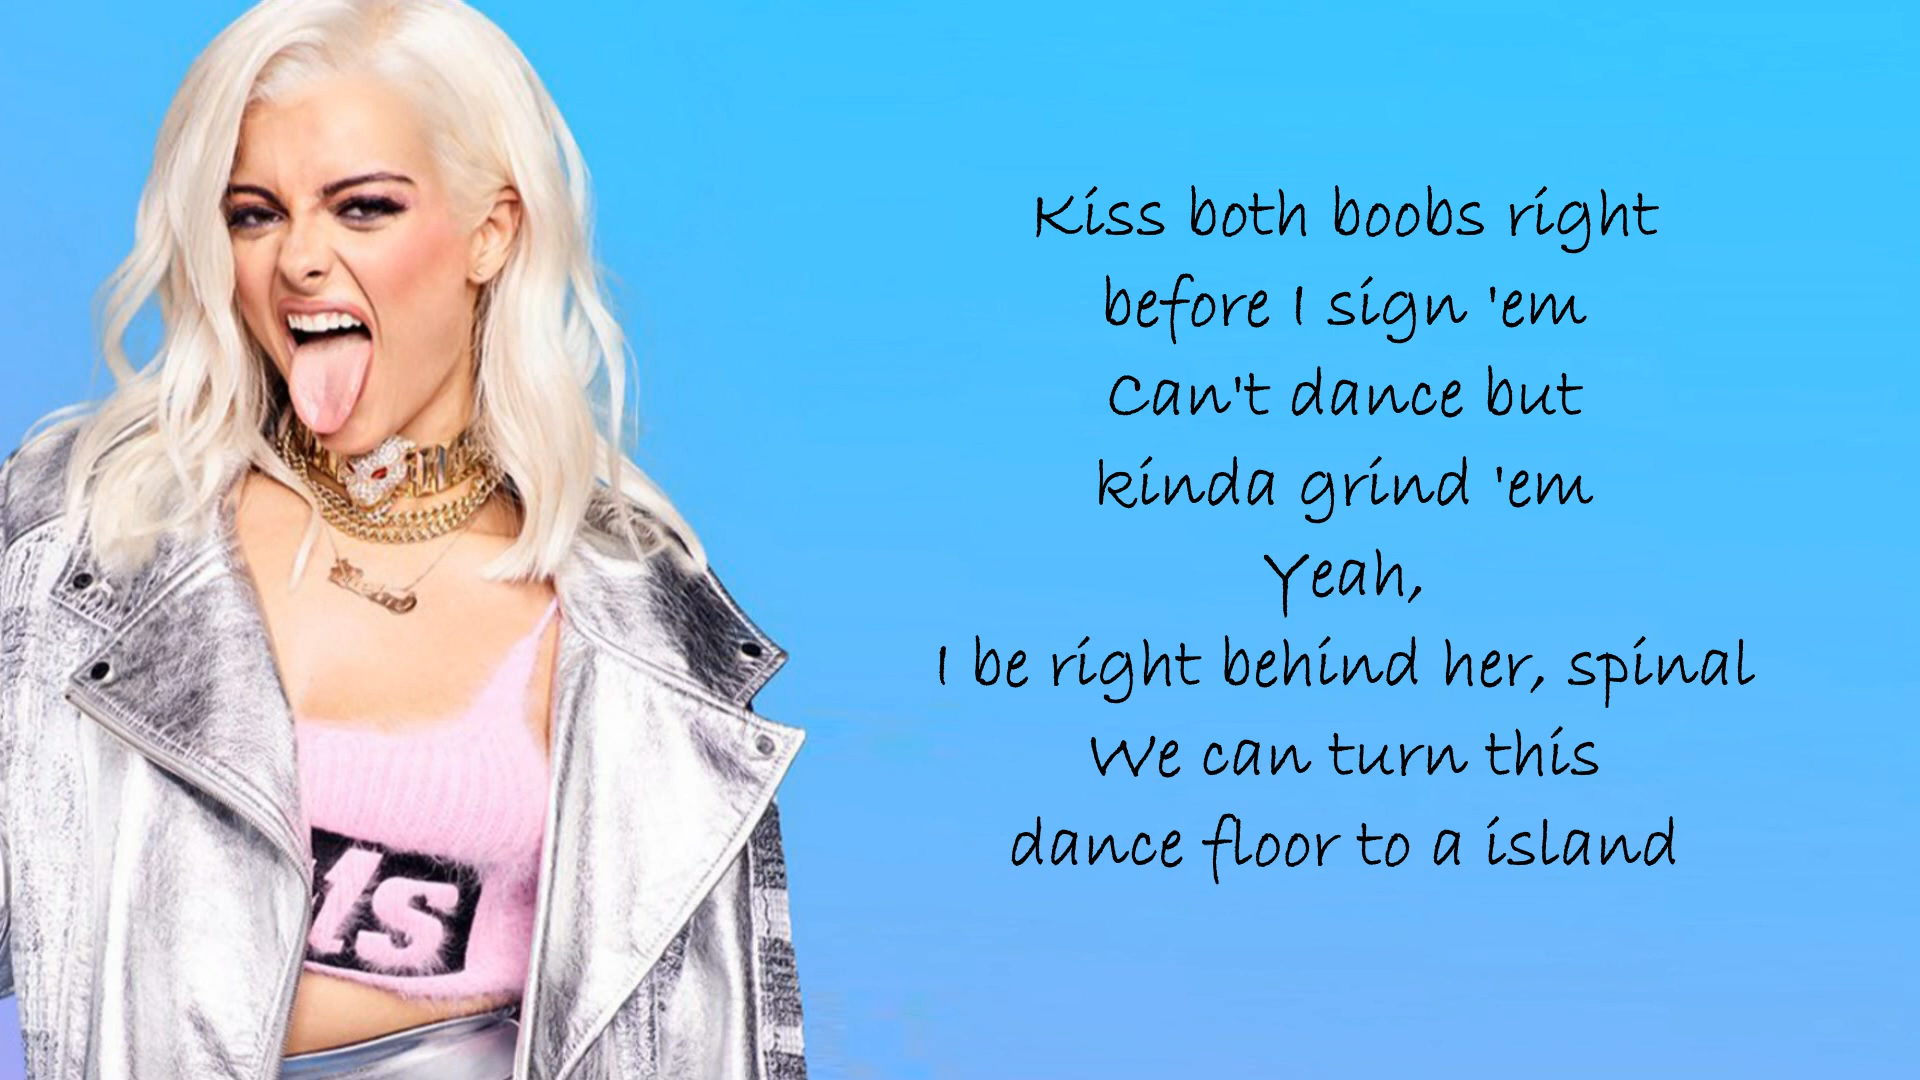 Kiss both boobs right
before I sign 'em
Can't dance but
kinda grind 'em
Yeah,
I be right behind her, spinal
We can turn this
dance floor to a island
ts